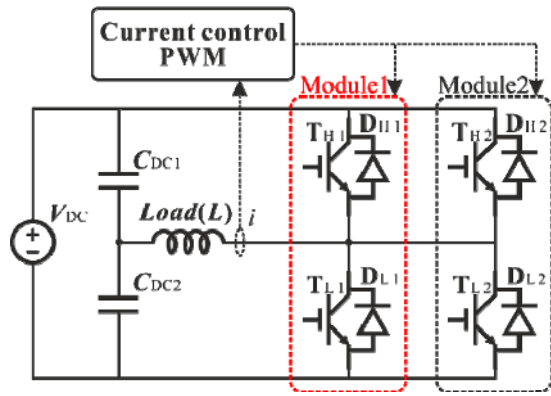 Current control
PWM
Module1
Module2
TH1
DH1
TH2
DH2
CDC1
VDC
Load(L)
i
CDC2
TL1
DL1
TL2
DL2